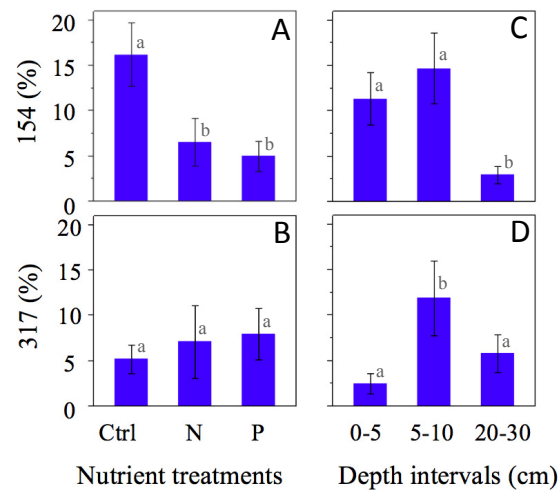 154 (%)
20
15
10
5
0
A
a
b
b
C
a
a
b
317 (%)
20
15
10
5
0
B
a
a
a
D
a
b
a
Ctrl N P
0-5 5-10 20-30
Nutrient treatments
Depth intervals (cm)